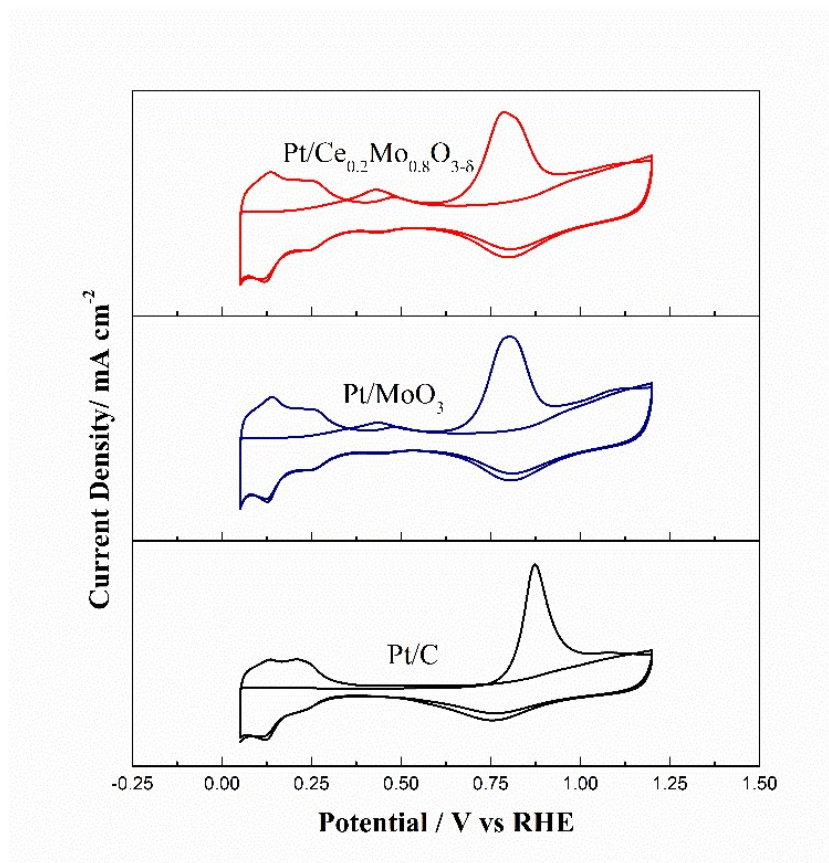 Pt/Ce₀.₂Mo₀.₈O₃₋δ
Pt/MoO₃
Pt/C
Current Density/ mA cm⁻²
-0.25 0.00 0.25 0.50 0.75 1.00 1.25 1.50
Potential / V vs RHE